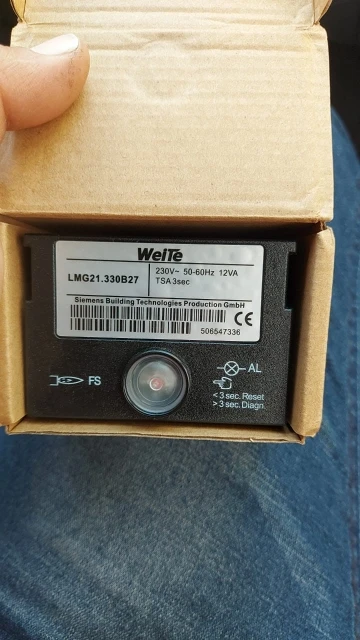 WeiTe
LMG21.330B27
230V~ 50-60Hz 12VA
TSA 3sec
Siemens Building Technologies Production GmbH
CE
506547336
FS
AL
< 3 sec. Reset
> 3 sec. Diagn.